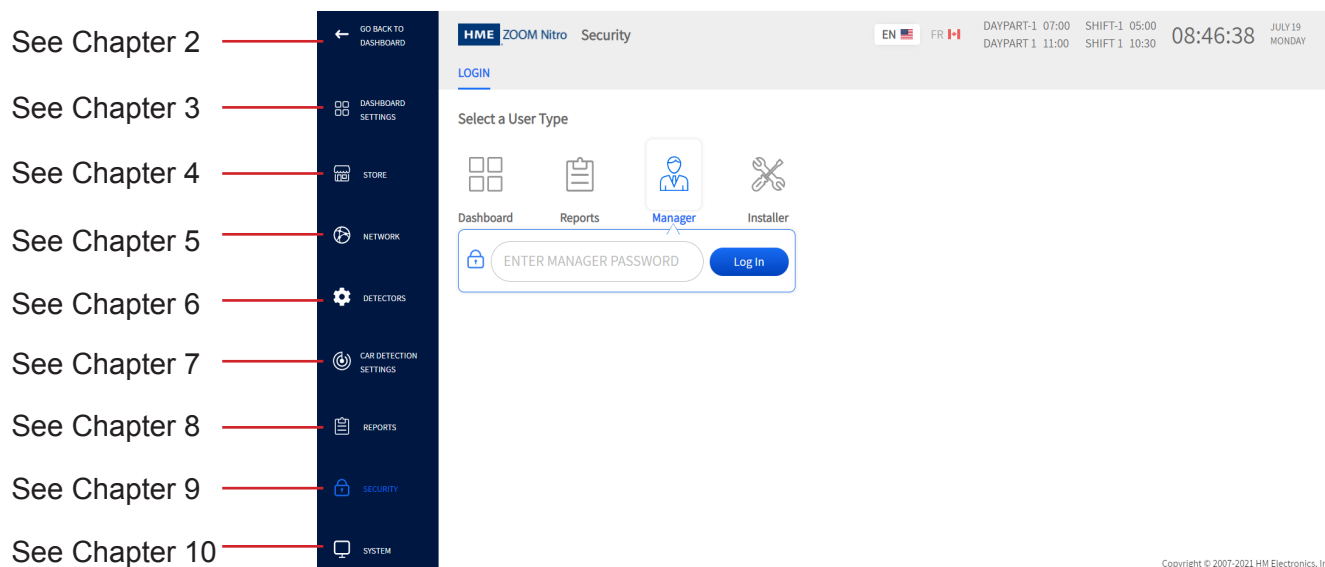 See Chapter 2
See Chapter 3
See Chapter 4
See Chapter 5
See Chapter 6
See Chapter 7
See Chapter 8
See Chapter 9
See Chapter 10
GO BACK TO
DASHBOARD
DASHBOARD
SETTINGS
STORE
NETWORK
DETECTORS
CAR DETECTION
SETTINGS
REPORTS
SECURITY
SYSTEM
HME ZOOM Nitro Security
EN FR
DAYPART-1 07:00 SHIFT-1 05:00
DAYPART 1 11:00 SHIFT 1 10:30
08:46:38
JULY 19
MONDAY
LOGIN
Select a User Type
Dashboard Reports Manager Installer
ENTER MANAGER PASSWORD Log In
Copyright © 2007-2021 HM Electronics, In